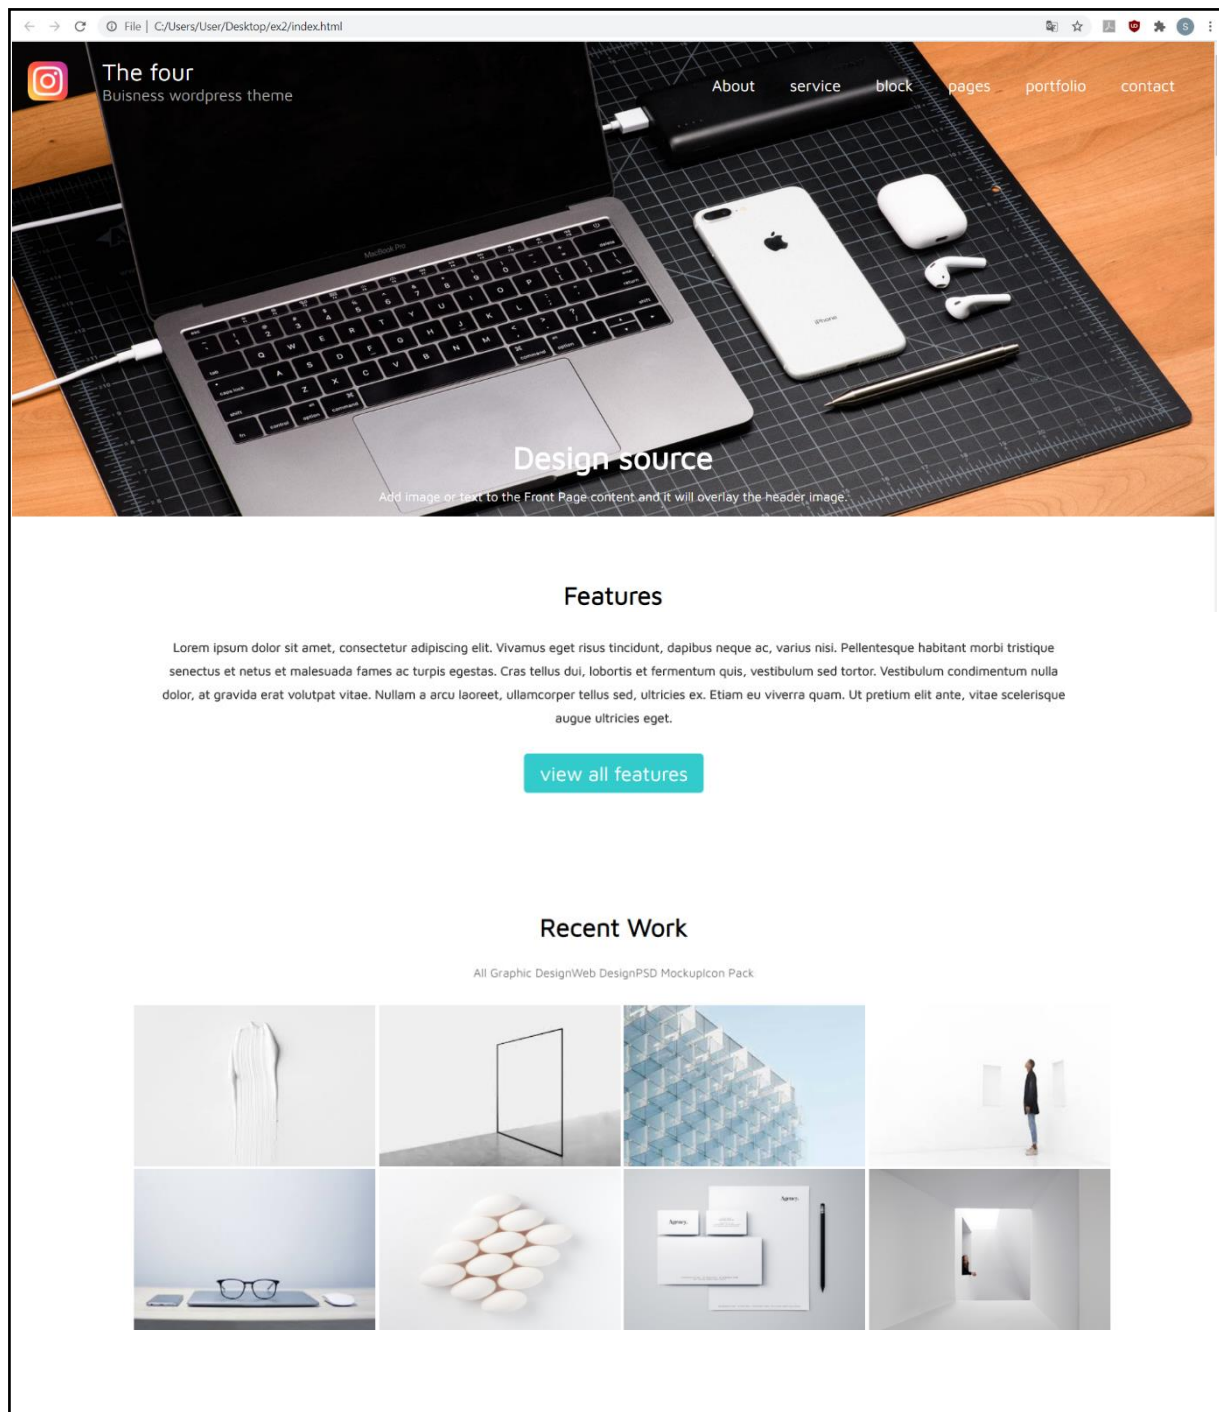 File | C:/Users/User/Desktop/ex2/index.html
S
The four
Buisness wordpress theme
About service block pages portfolio contact
MacBook Pro
iPhone
Design source
Add image or text to the Front Page content and it will overlay the header image.
Features
Lorem ipsum dolor sit amet, consectetur adipiscing elit. Vivamus eget risus tincidunt, dapibus neque ac, varius nisi. Pellentesque habitant morbi tristique
senectus et netus et malesuada fames ac turpis egestas. Cras tellus dui, lobortis et fermentum quis, vestibulum sed tortor. Vestibulum condimentum nulla
dolor, at gravida erat volutpat vitae. Nullam a arcu laoreet, ullamcorper tellus sed, ultricies ex. Etiam eu viverra quam. Ut pretium elit ante, vitae scelerisque
augue ultricies eget.
view all features
Recent Work
All Graphic DesignWeb DesignPSD MockupIcon Pack
Agency.
Agency.